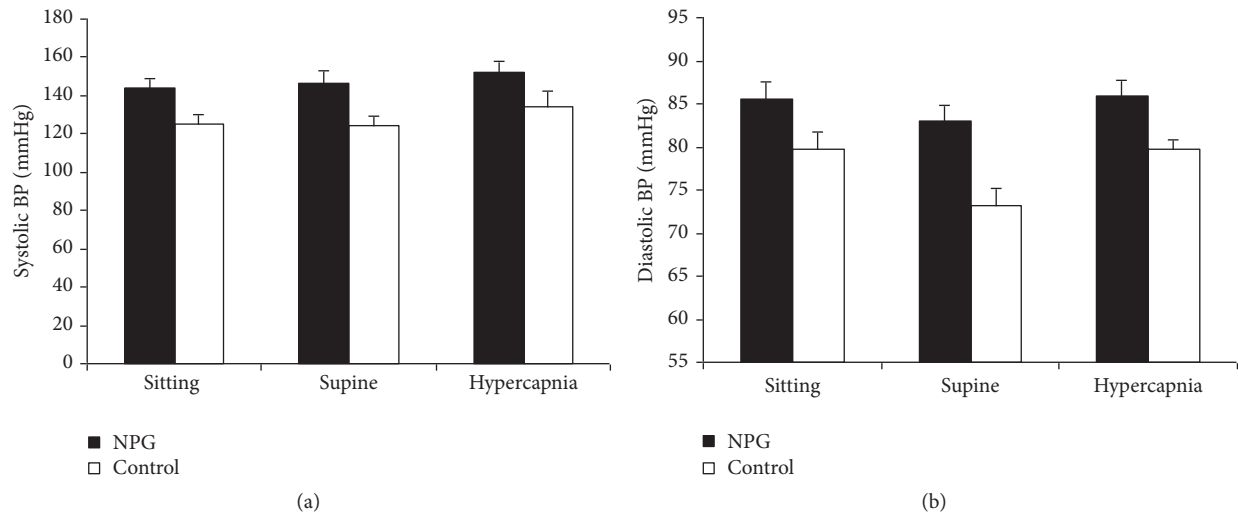 180
160
140
120
100
80
60
40
20
0
Systolic BP (mmHg)
Sitting
Supine
Hypercapnia
NPG
Control
(a)
95
90
85
80
75
70
65
60
55
Diastolic BP (mmHg)
Sitting
Supine
Hypercapnia
NPG
Control
(b)